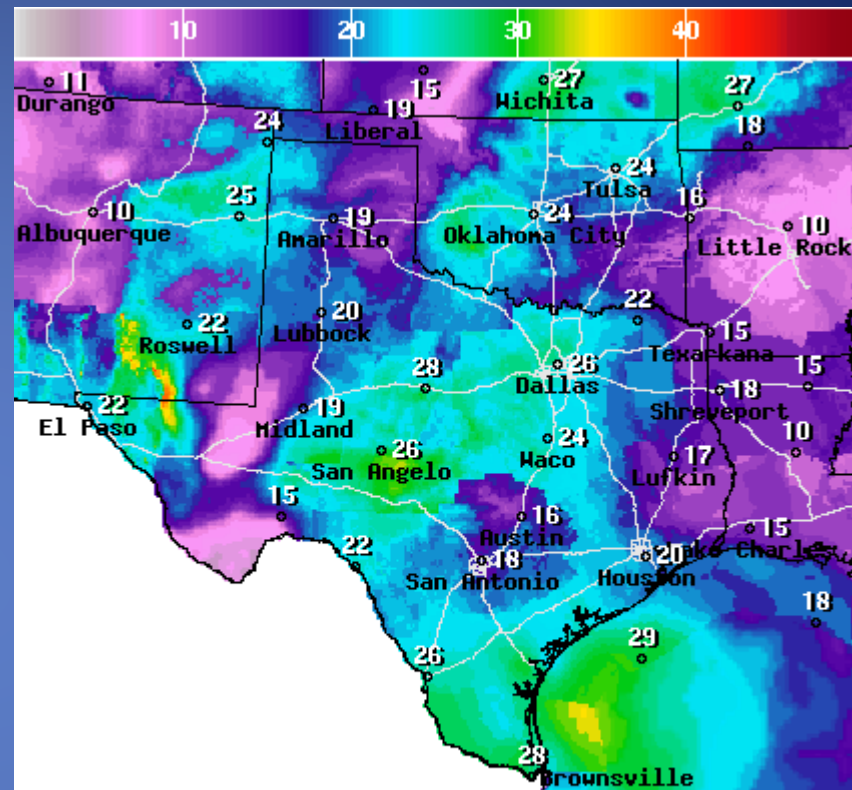 10 20 30 40
11 Durango
15
27 Wichita
27
19 Liberal
24
18
24 Tulsa
10 Albuquerque
25
19 Amarillo
24 Oklahoma City
16
10 Little Rock
22 Roswell
20 Lubbock
22
15 Texarkana
28
26 Dallas
15
22 El Paso
19 Midland
18 Shreveport
26 San Angelo
24 Waco
17 Lufkin
10
15
16 Austin
15
22
18 San Antonio
20 Houston
Lake Charles
18
26
29
28 Brownsville